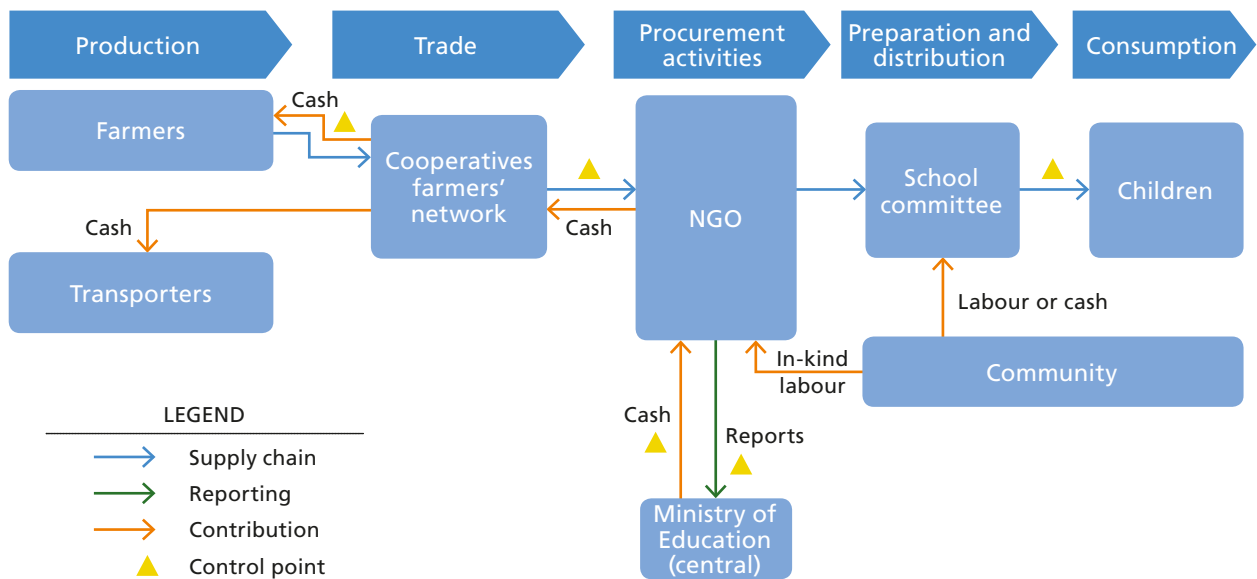 Production
Trade
Procurement
activities
Preparation and
distribution
Consumption
Cash
Farmers
Cooperatives
farmers’
network
NGO
School
committee
Children
Cash
Cash
Transporters
Labour or cash
In-kind
labour
Community
Cash
Reports
Ministry of
Education
(central)
LEGEND
Supply chain
Reporting
Contribution
Control point